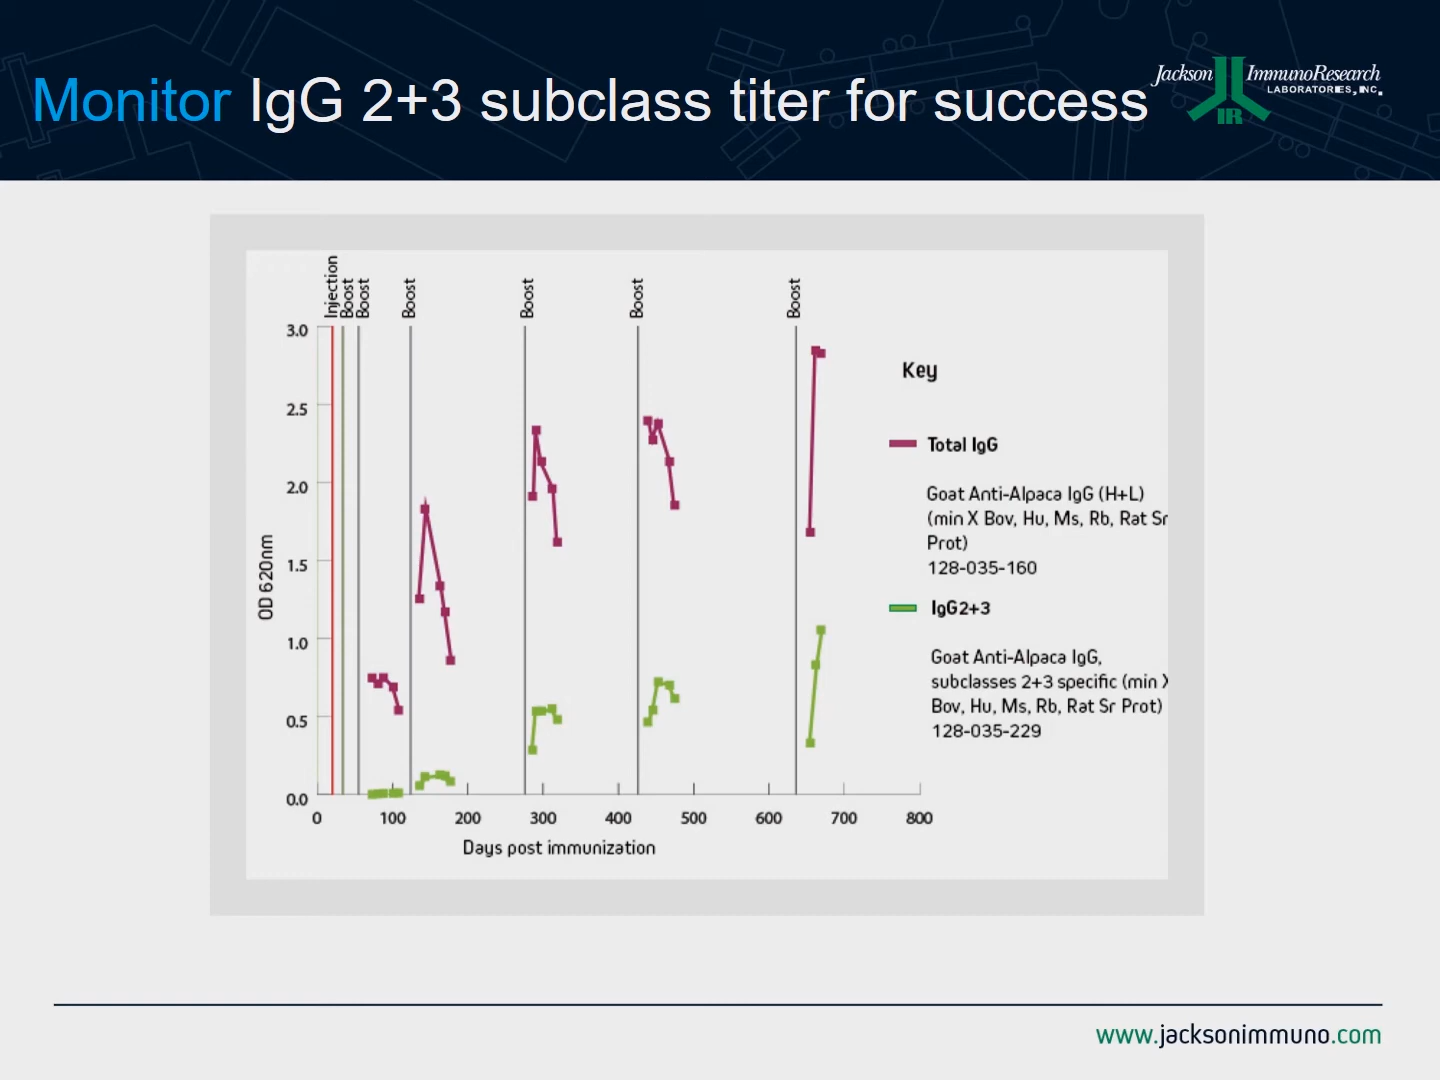 Monitor IgG 2+3 subclass titer for success
Jackson ImmunoResearch
LABORATORIES, INC.
IR
Injection
Boost
Boost
Boost
Boost
Boost
Boost
3.0
2.5
2.0
1.5
1.0
0.5
0.0
OD 620nm
0 100 200 300 400 500 600 700 800
Days post immunization
Key
Total IgG
Goat Anti-Alpaca IgG (H+L)
(min X Bov, Hu, Ms, Rb, Rat Sr
Prot)
128-035-160
IgG2+3
Goat Anti-Alpaca IgG,
subclasses 2+3 specific (min X
Bov, Hu, Ms, Rb, Rat Sr Prot)
128-035-229
www.jacksonimmuno.com